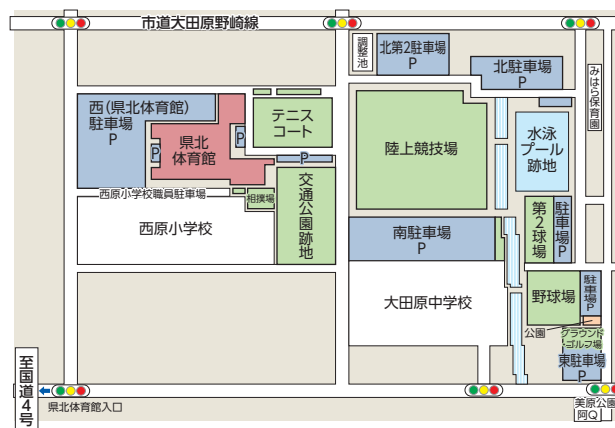 市道大田原野崎線
調整池
北第2駐車場
P
北駐車場
P
みはら保育園
西(県北体育館)
駐車場
P
県北
体育館
P
P
テニス
コート
P
陸上競技場
水泳
プール
跡地
西原小学校職員駐車場
相撲場
交通公園跡地
西原小学校
南駐車場
P
第2球場
駐車場P
大田原中学校
野球場
駐車場P
公園
グラウンド
ゴルフ場
東駐車場
P
至国道4号
県北体育館入口
美原公園
阿Q